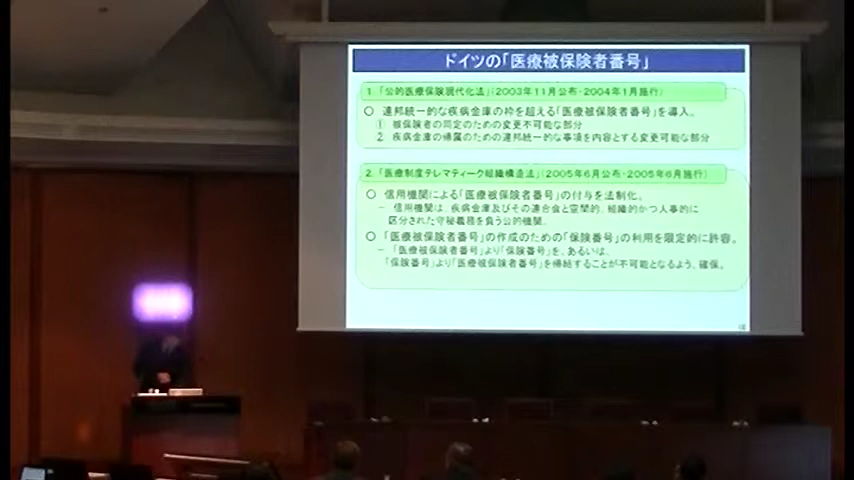 ドイツの「医療被保険者番号」
1.「公的医療保険現代化法」(2003年11月公布・2004年1月施行)
○ 連邦統一的な疾病金庫の枠を超える「医療被保険者番号」を導入。
① 被保険者の同定のための変更不可能な部分
2 疾病金庫の帰属のための連邦統一的な事項を内容とする変更可能な部分
2.「医療制度テレマティーク組織構造法」(2005年6月公布・2005年6月施行)
○ 信用機関による「医療被保険者番号」の付与を法制化。
− 信用機関は、疾病金庫及びその連合会と空間的、組織的かつ人事的に
区分された守秘義務を負う公的機関。
○ 「医療被保険者番号」の作成のための「保険番号」の利用を限定的に許容。
−「医療被保険者番号」より「保険番号」を、あるいは、
「保険番号」より「医療被保険者番号」を帰結することが不可能となるよう、確保。